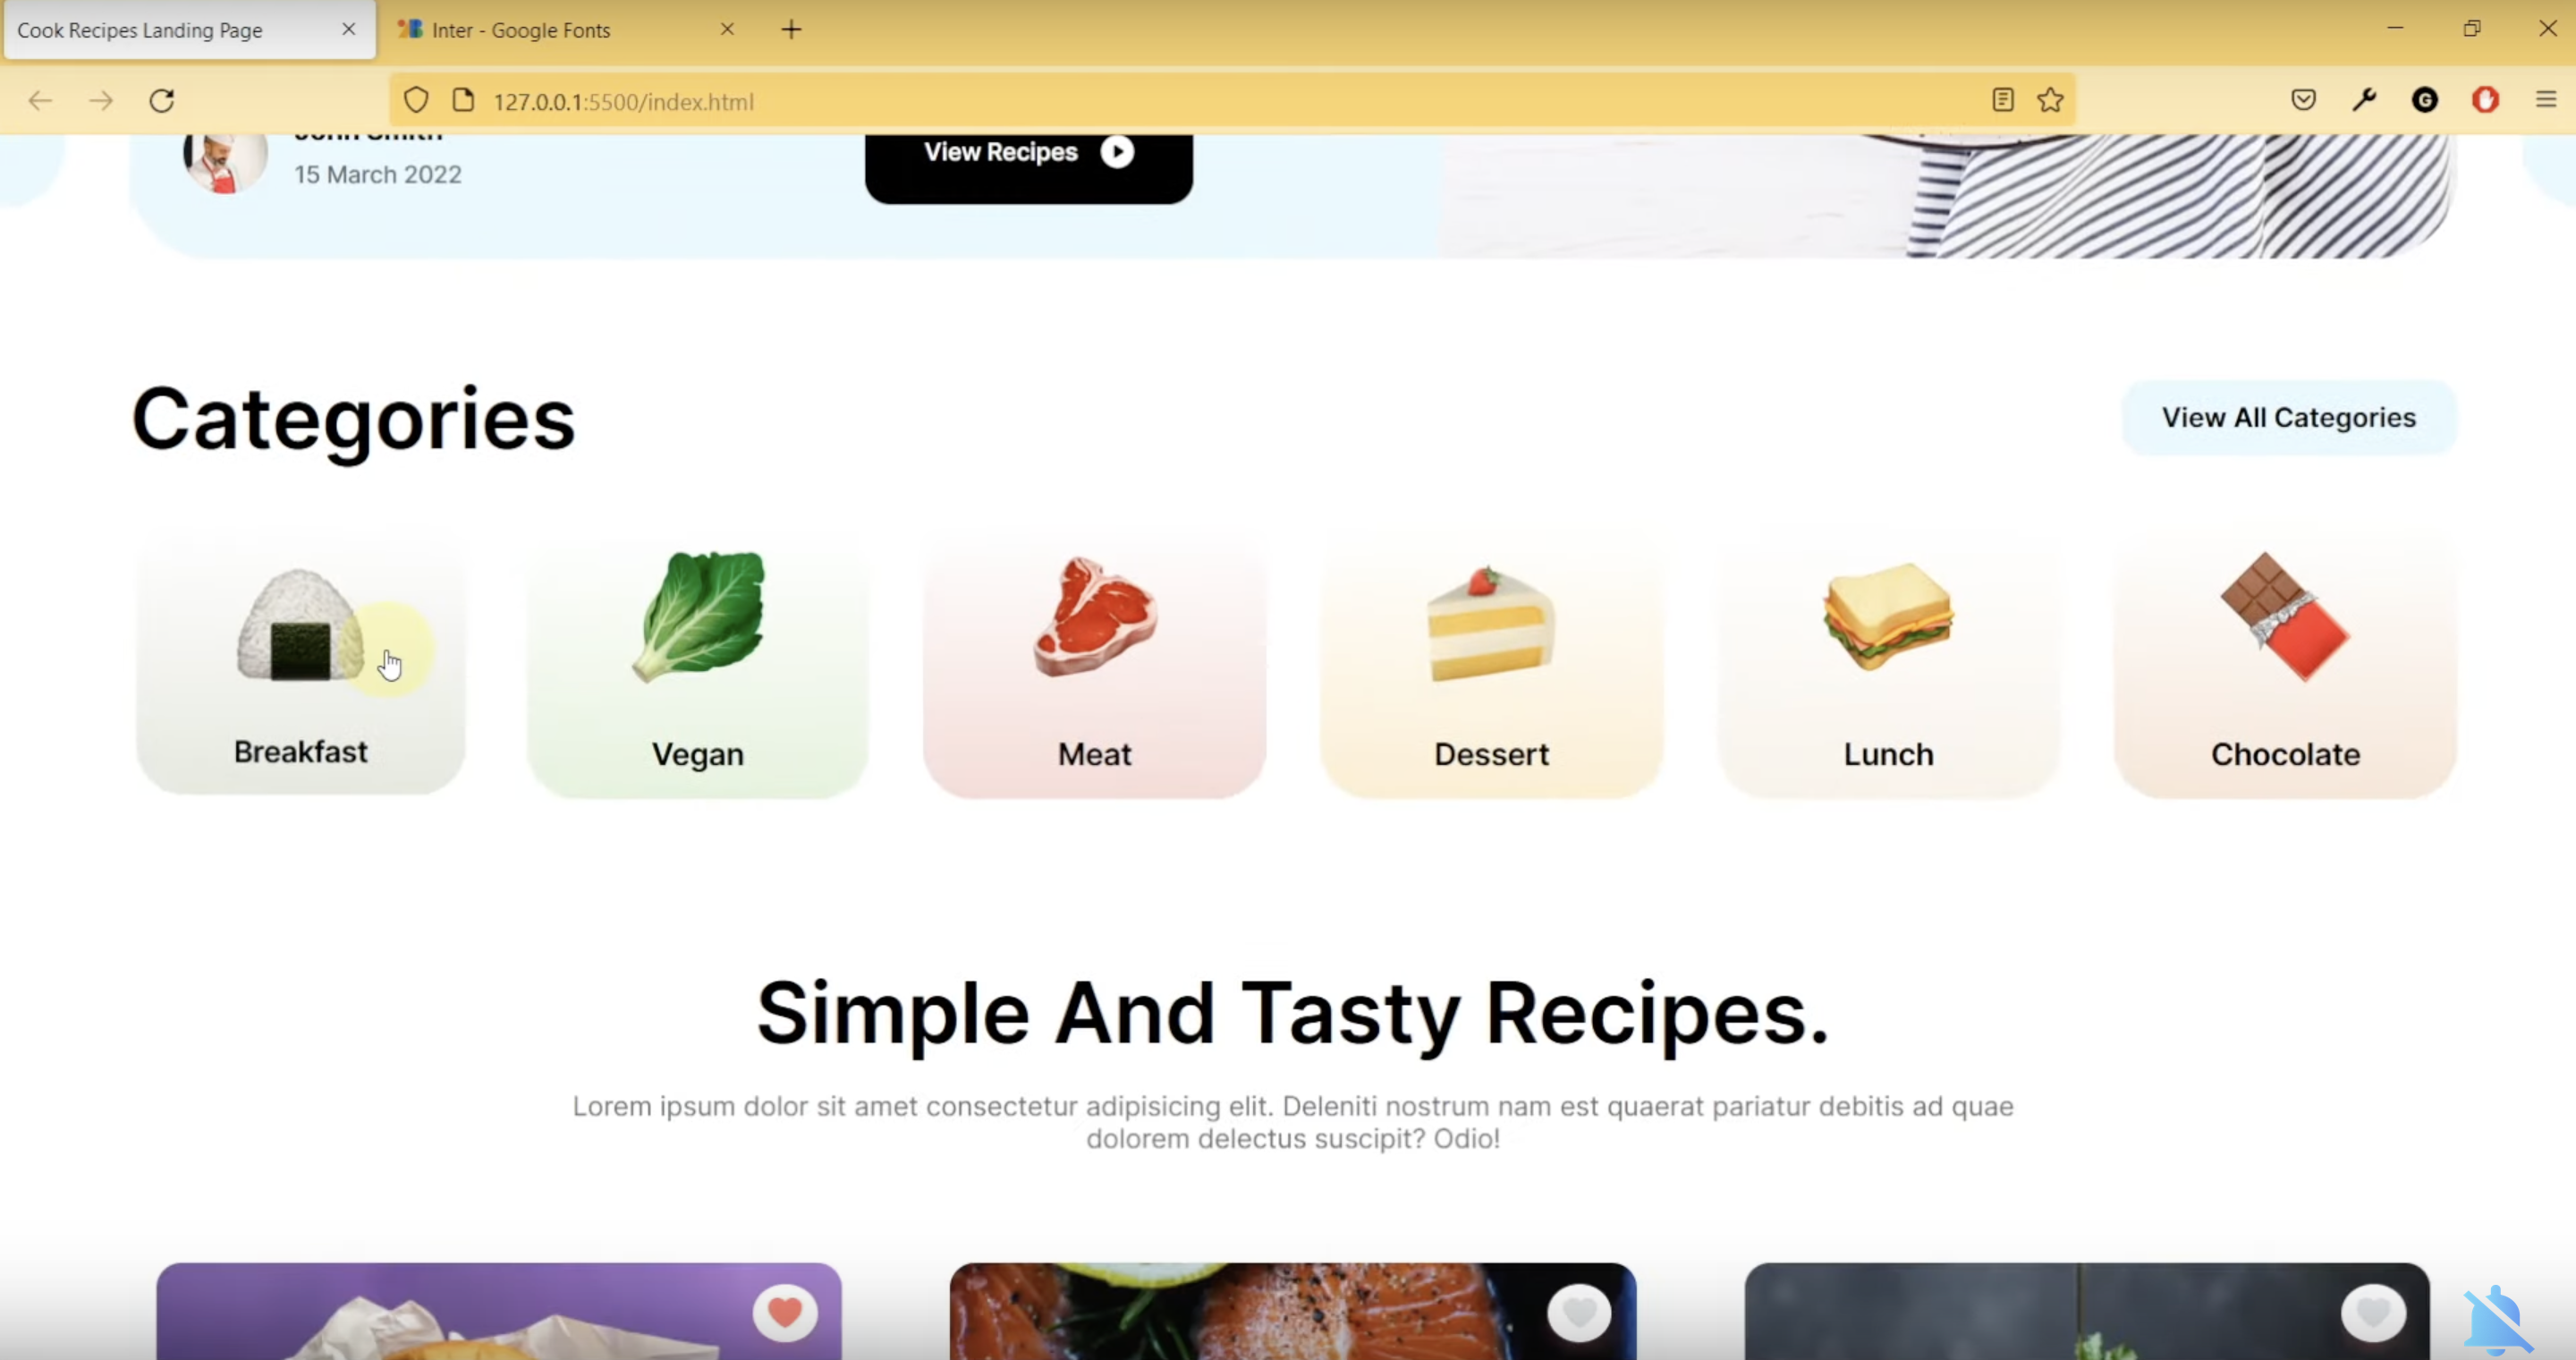 Cook Recipes Landing Page
Inter - Google Fonts
127.0.0.1:5500/index.html
John Smith
15 March 2022
View Recipes
Categories
View All Categories
Breakfast
Vegan
Meat
Dessert
Lunch
Chocolate
Simple And Tasty Recipes.
Lorem ipsum dolor sit amet consectetur adipisicing elit. Deleniti nostrum nam est quaerat pariatur debitis ad quae
dolorem delectus suscipit? Odio!